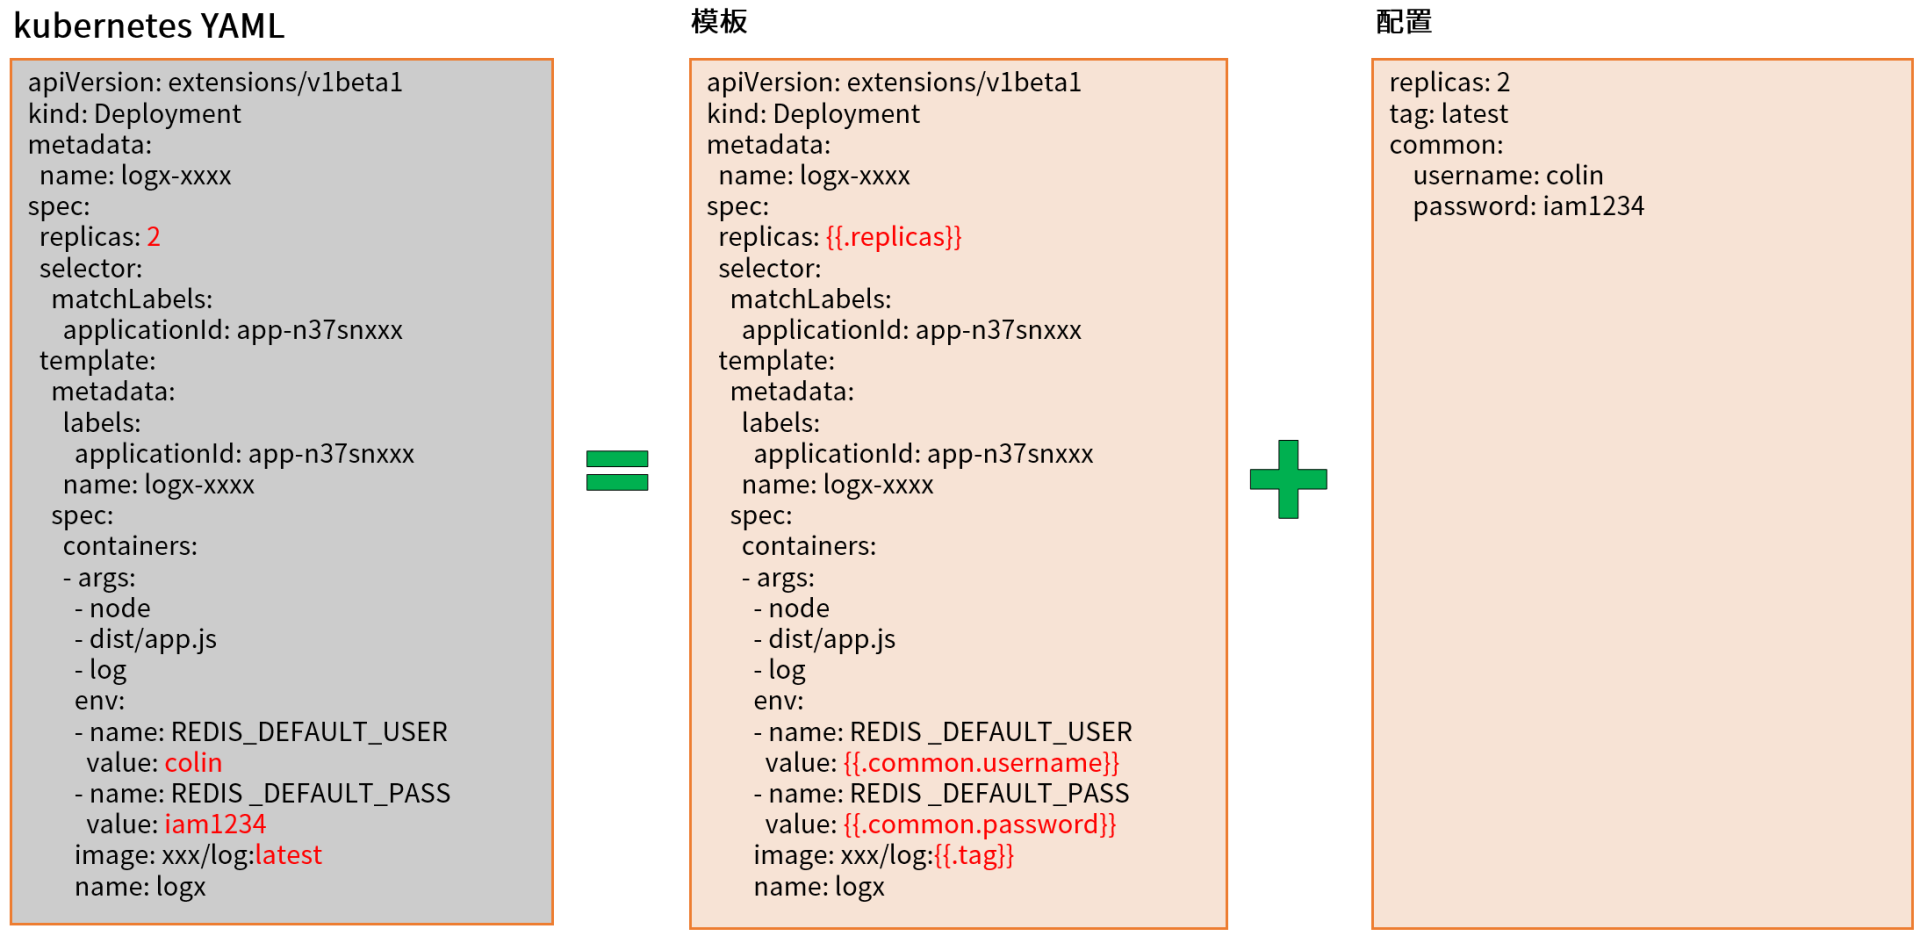 kubernetes YAML
apiVersion: extensions/v1beta1
kind: Deployment
metadata:
  name: logx-xxxx
spec:
  replicas: 2
  selector:
    matchLabels:
      applicationId: app-n37snxxx
  template:
    metadata:
      labels:
        applicationId: app-n37snxxx
      name: logx-xxxx
    spec:
      containers:
      - args:
        - node
        - dist/app.js
        - log
        env:
        - name: REDIS_DEFAULT_USER
          value: colin
        - name: REDIS _DEFAULT_PASS
          value: iam1234
        image: xxx/log:latest
        name: logx
模板
apiVersion: extensions/v1beta1
kind: Deployment
metadata:
  name: logx-xxxx
spec:
  replicas: {{.replicas}}
  selector:
    matchLabels:
      applicationId: app-n37snxxx
  template:
    metadata:
      labels:
        applicationId: app-n37snxxx
      name: logx-xxxx
    spec:
      containers:
      - args:
        - node
        - dist/app.js
        - log
        env:
        - name: REDIS _DEFAULT_USER
          value: {{.common.username}}
        - name: REDIS _DEFAULT_PASS
          value: {{.common.password}}
        image: xxx/log:{{.tag}}
        name: logx
配置
replicas: 2
tag: latest
common:
    username: colin
    password: iam1234